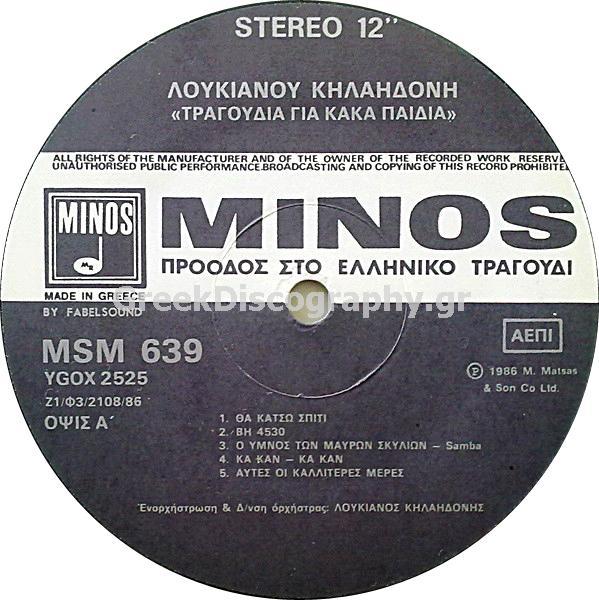 STEREO 12''
ΛΟΥΚΙΑΝΟΥ ΚΗΛΑΗΔΟΝΗ
«ΤΡΑΓΟΥΔΙΑ ΓΙΑ ΚΑΚΑ ΠΑΙΔΙΑ»
ALL RIGHTS OF THE MANUFACTURER AND OF THE OWNER OF THE RECORDED WORK RESERVE
UNAUTHORISED PUBLIC PERFORMANCE.BROADCASTING AND COPYING OF THIS RECORD PROHIBITE
MINOS
MINOS
ΠΡΟΟΔΟΣ ΣΤΟ ΕΛΛΗΝΙΚΟ ΤΡΑΓΟΥΔΙ
MADE IN GREECE
GreekDiscography.gr
BY FABELSOUND
MSM 639
ΑΕΠΙ
YGOX 2525
Ⓟ 1986 M. Matsas
& Son Co Ltd.
Ζ1/Φ3/2108/86
ΟΨΙΣ Α΄
1. ΘΑ ΚΑΤΣΩ ΣΠΙΤΙ
2. ΒΗ 4530
3. Ο ΥΜΝΟΣ ΤΩΝ ΜΑΥΡΩΝ ΣΚΥΛΙΩΝ – Samba
4. ΚΑ ΚΑΝ – ΚΑ ΚΑΝ
5. ΑΥΤΕΣ ΟΙ ΚΑΛΛΙΤΕΡΕΣ ΜΕΡΕΣ
Ἐνορχήστρωση & Δ/νση ὀρχήστρας: ΛΟΥΚΙΑΝΟΣ ΚΗΛΑΗΔΟΝΗΣ